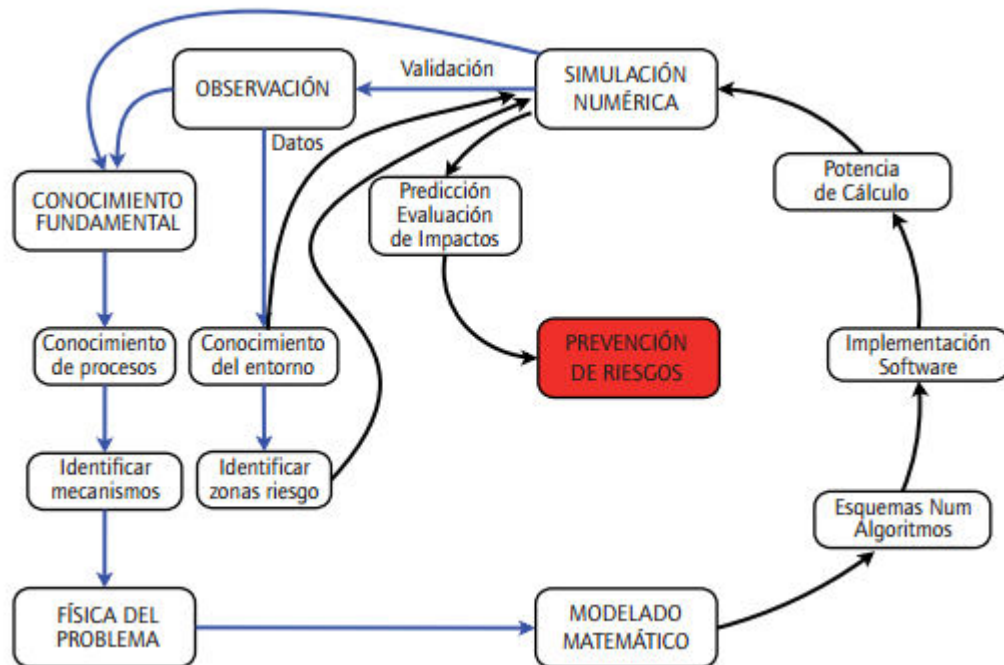 Validación
SIMULACIÓN
NUMÉRICA
OBSERVACIÓN
Datos
Potencia
de Cálculo
CONOCIMIENTO
FUNDAMENTAL
Predicción
Evaluación
de Impactos
Conocimiento
de procesos
Conocimiento
del entorno
PREVENCIÓN
DE RIESGOS
Implementación
Software
Identificar
mecanismos
Identificar
zonas riesgo
Esquemas Num
Algoritmos
FÍSICA DEL
PROBLEMA
MODELADO
MATEMÁTICO